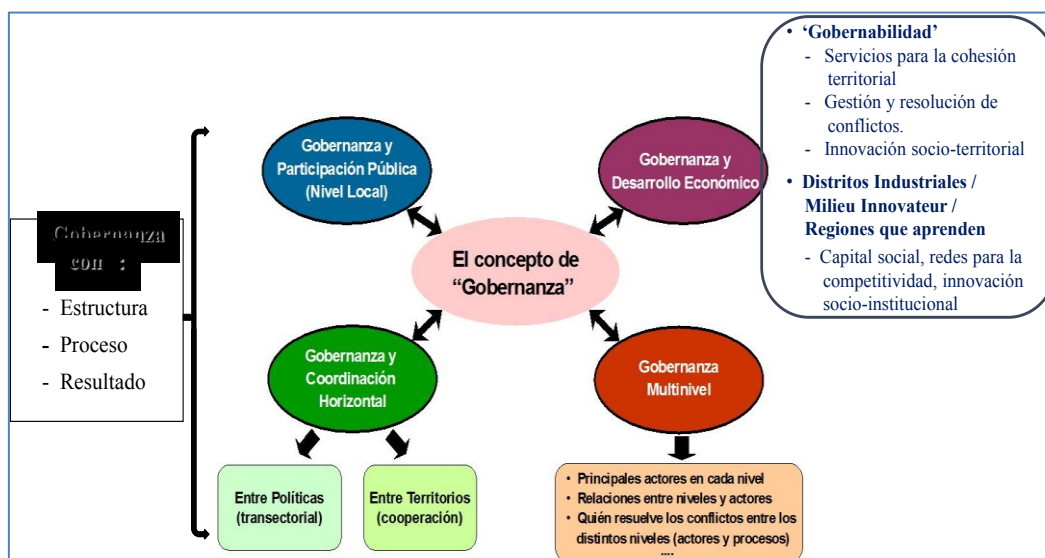 Gobernanza
con :
- Estructura
- Proceso
- Resultado
Gobernanza y
Participación Pública
(Nivel Local)
Gobernanza y
Desarrollo Económico
El concepto de
“Gobernanza”
Gobernanza y
Coordinación
Horizontal
Gobernanza
Multinivel
Entre Políticas
(transectorial)
Entre Territorios
(cooperación)
• Principales actores en cada nivel
• Relaciones entre niveles y actores
• Quién resuelve los conflictos entre los
distintos niveles (actores y procesos)
....
• ‘Gobernabilidad’
- Servicios para la cohesión
territorial
- Gestión y resolución de
conflictos.
- Innovación socio-territorial
• Distritos Industriales /
Milieu Innovateur /
Regiones que aprenden
- Capital social, redes para la
competitividad, innovación
socio-institucional